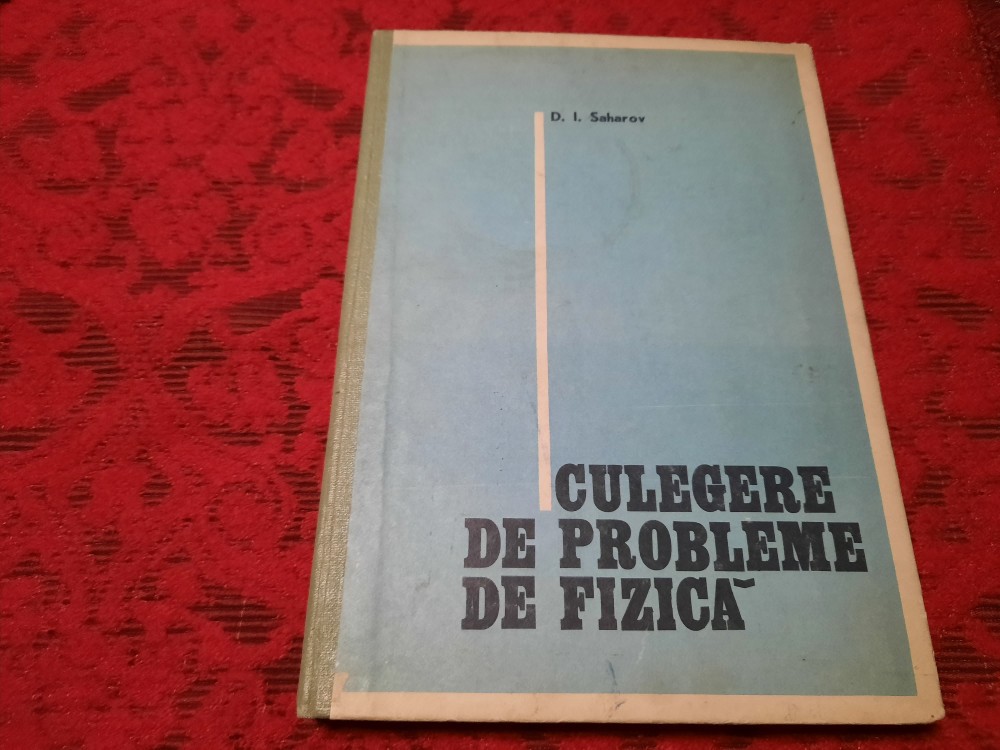 D. I. Saharov
CULEGERE
DE PROBLEME
DE FIZICĂ